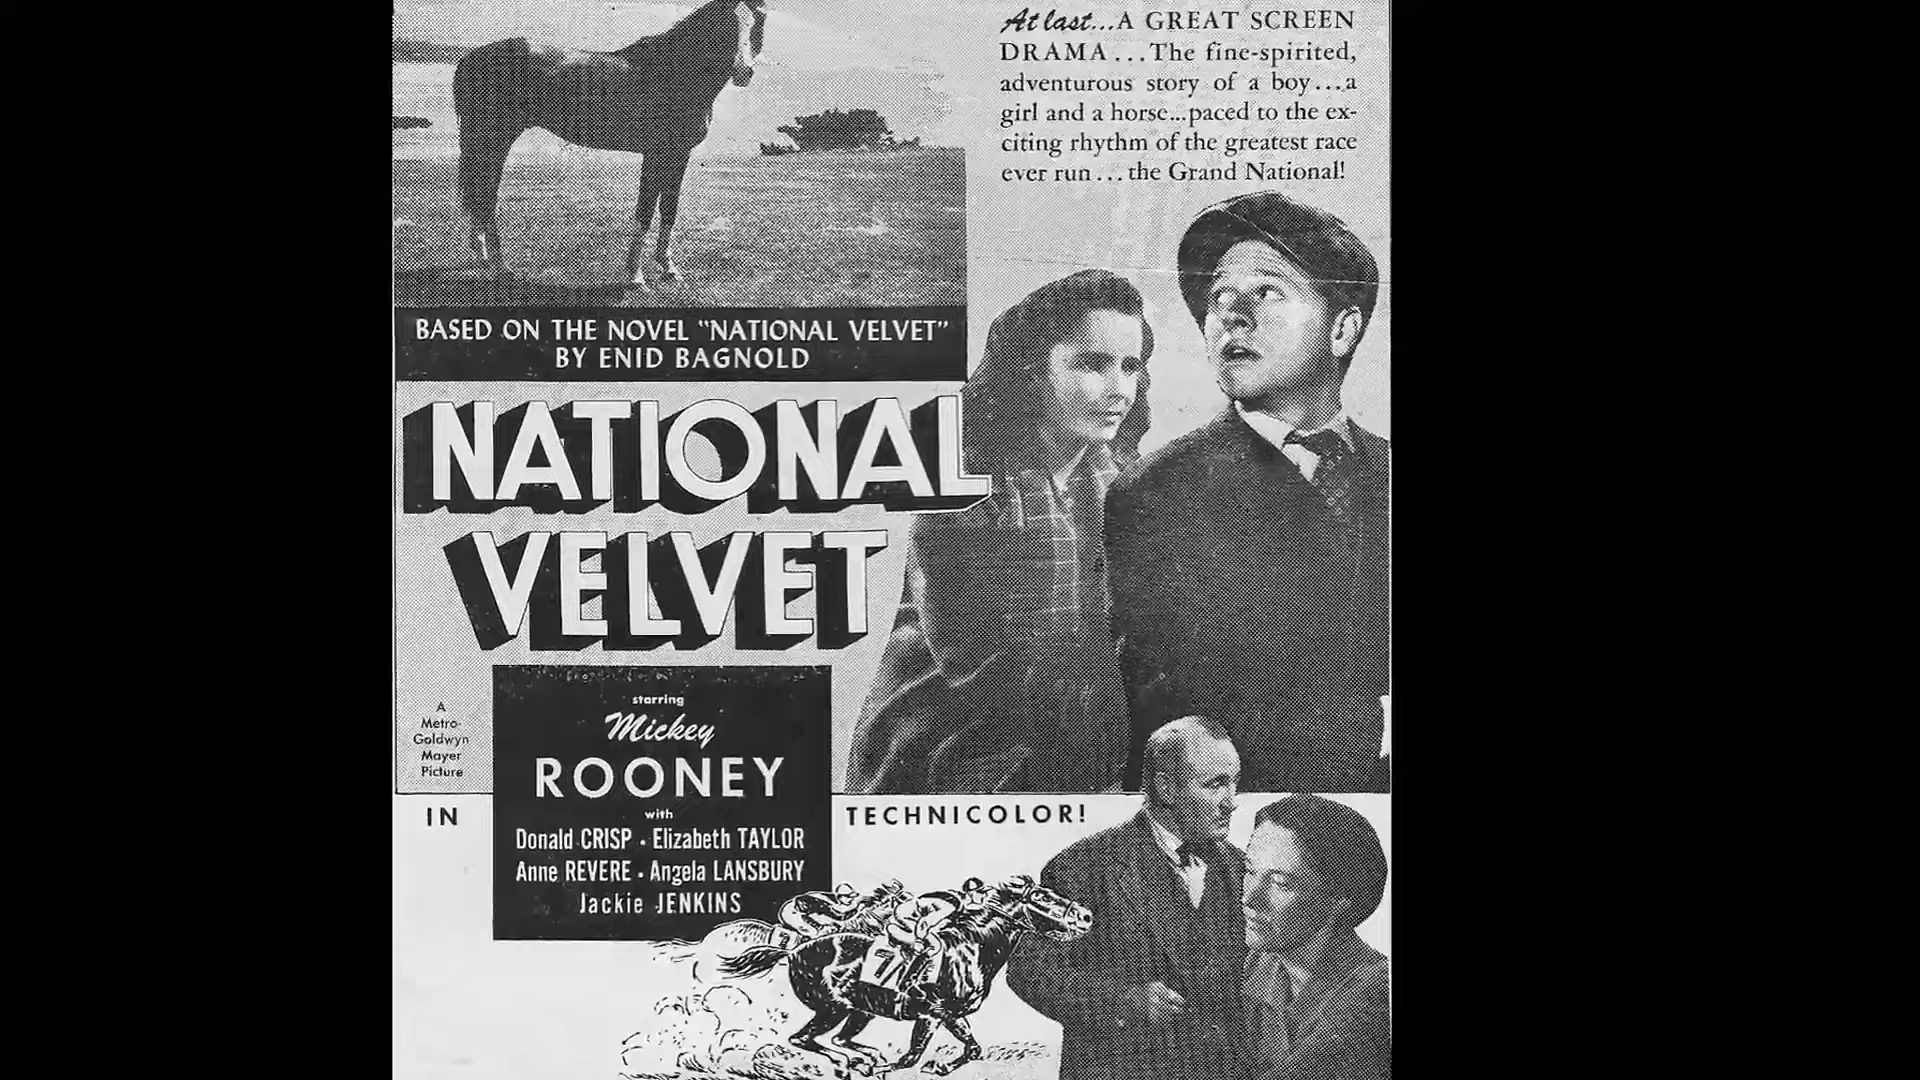 At last...A GREAT SCREEN
DRAMA...The fine-spirited,
adventurous story of a boy...a
girl and a horse...paced to the ex-
citing rhythm of the greatest race
ever run...the Grand National!
BASED ON THE NOVEL "NATIONAL VELVET"
BY ENID BAGNOLD
NATIONAL
VELVET
A
Metro-
Goldwyn
Mayer
Picture
starring
Mickey
ROONEY
with
Donald CRISP • Elizabeth TAYLOR
Anne REVERE • Angela LANSBURY
Jackie JENKINS
IN TECHNICOLOR!
7